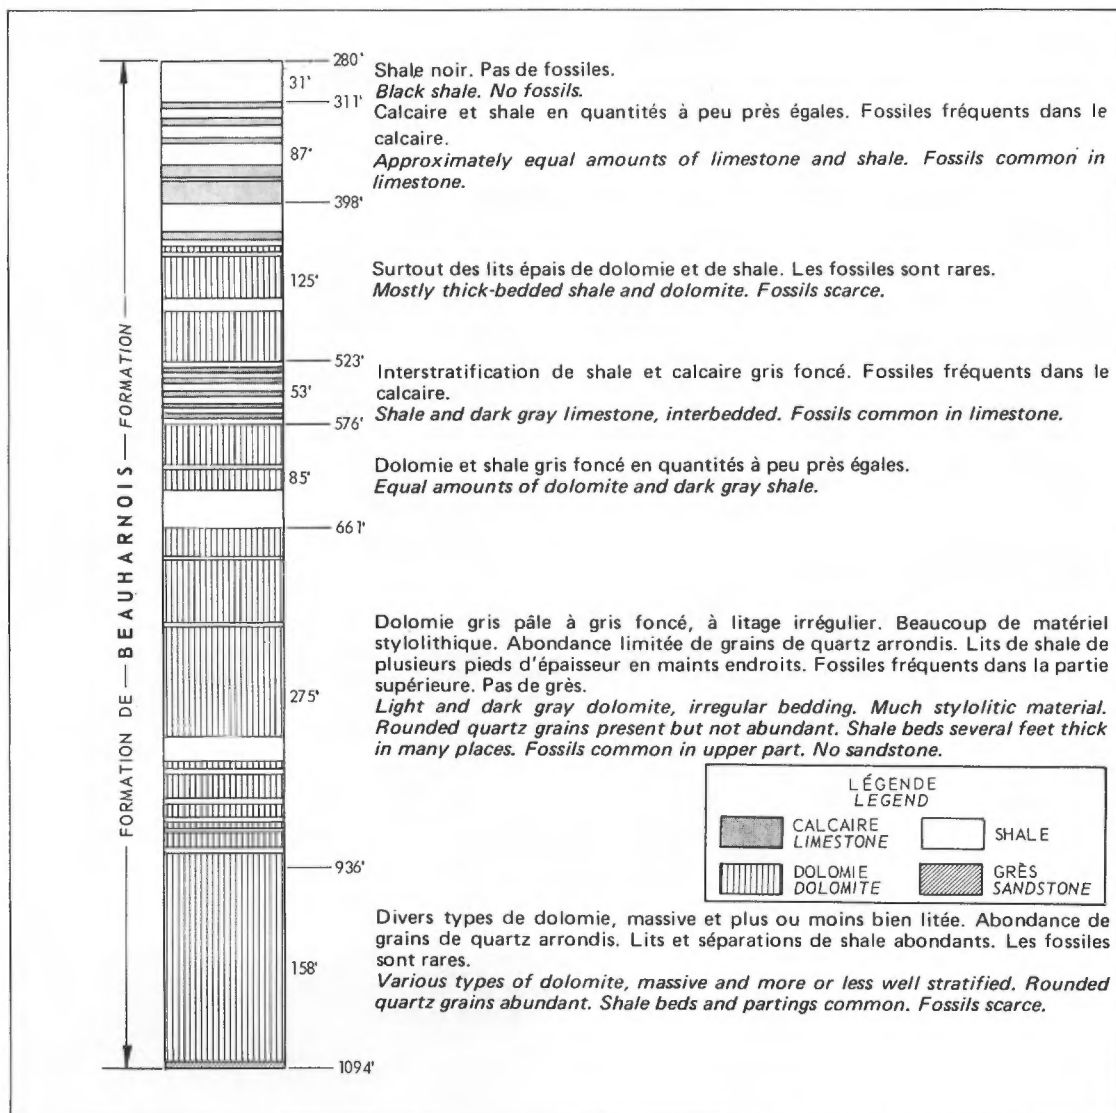 280'
31'
Shale noir. Pas de fossiles.
Black shale. No fossils.
311'
Calcaire et shale en quantités à peu près égales. Fossiles fréquents dans le
calcaire.
87'
Approximately equal amounts of limestone and shale. Fossils common in
limestone.
398'
125'
Surtout des lits épais de dolomie et de shale. Les fossiles sont rares.
Mostly thick-bedded shale and dolomite. Fossils scarce.
523'
53'
Interstratification de shale et calcaire gris foncé. Fossiles fréquents dans le
calcaire.
Shale and dark gray limestone, interbedded. Fossils common in limestone.
576'
85'
Dolomie et shale gris foncé en quantités à peu près égales.
Equal amounts of dolomite and dark gray shale.
661'
FORMATION DE — BEAUHARNOIS — FORMATION
275'
Dolomie gris pâle à gris foncé, à litage irrégulier. Beaucoup de matériel
stylolithique. Abondance limitée de grains de quartz arrondis. Lits de shale de
plusieurs pieds d'épaisseur en maints endroits. Fossiles fréquents dans la partie
supérieure. Pas de grès.
Light and dark gray dolomite, irregular bedding. Much stylolitic material.
Rounded quartz grains present but not abundant. Shale beds several feet thick
in many places. Fossils common in upper part. No sandstone.
LÉGENDE
LEGEND
CALCAIRE
LIMESTONE
SHALE
DOLOMIE
DOLOMITE
GRÈS
SANDSTONE
936'
158'
Divers types de dolomie, massive et plus ou moins bien litée. Abondance de
grains de quartz arrondis. Lits et séparations de shale abondants. Les fossiles
sont rares.
Various types of dolomite, massive and more or less well stratified. Rounded
quartz grains abundant. Shale beds and partings common. Fossils scarce.
1094'